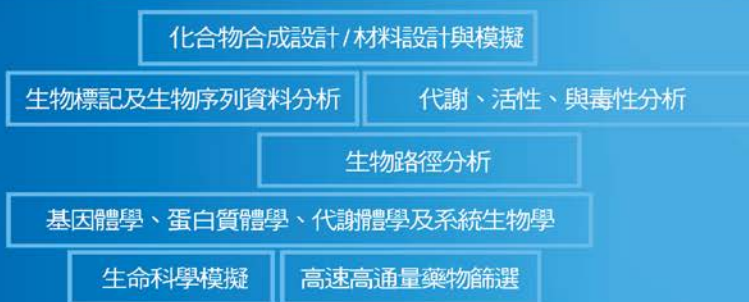 化合物合成設計/材料設計與模擬
生物標記及生物序列資料分析
代謝、活性、與毒性分析
生物路徑分析
基因體學、蛋白質體學、代謝體學及系統生物學
生命科學模擬
高速高通量藥物篩選